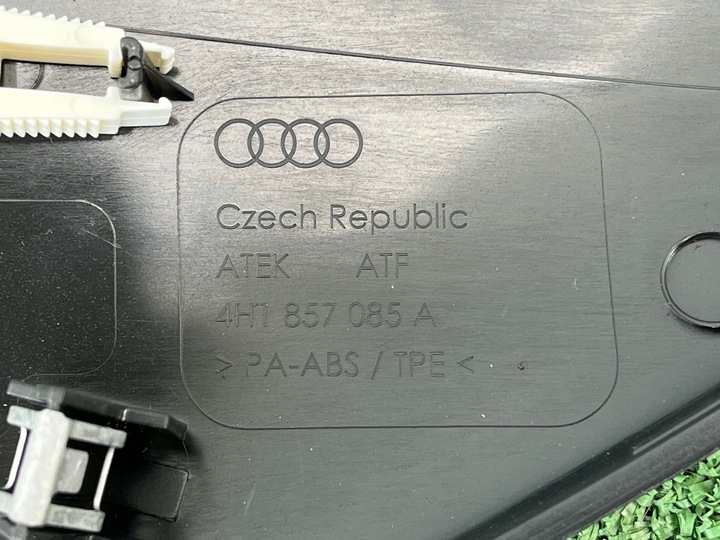 Czech Republic
ATEK ATF
4H1 857 085 A
> PA-ABS / TPE <